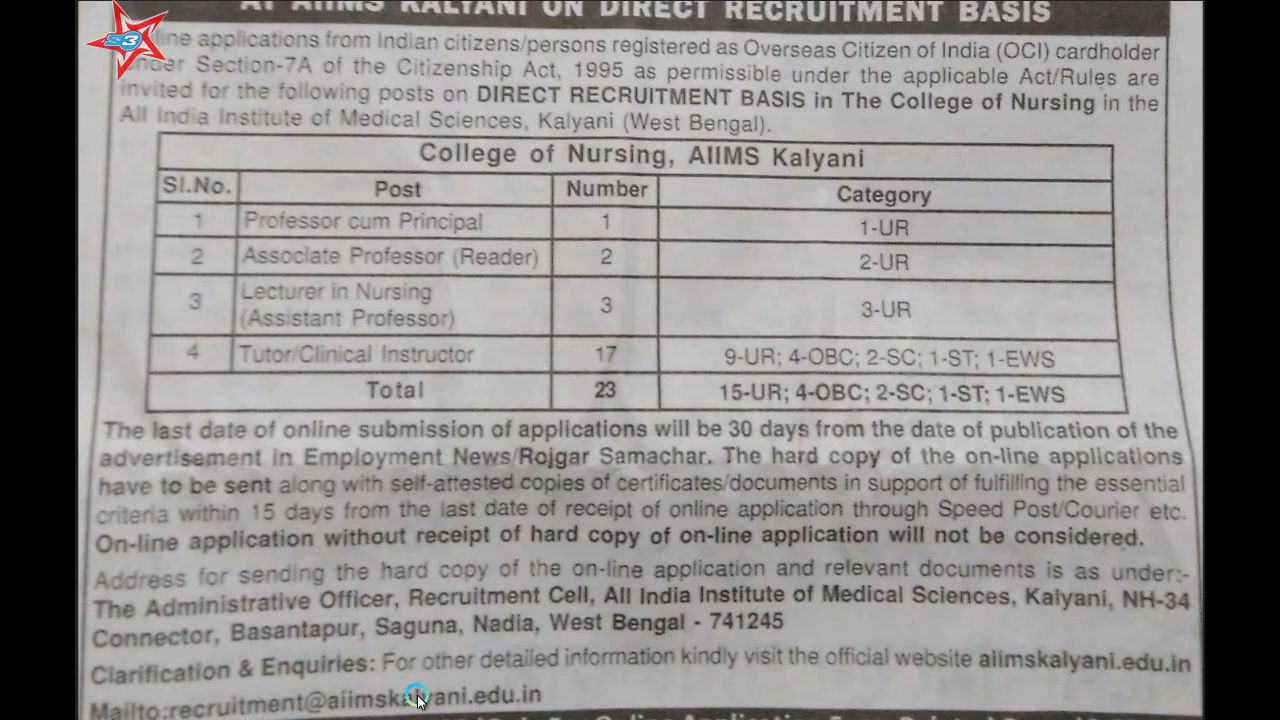 AT AIIMS KALYANI ON DIRECT RECRUITMENT BASIS
S3
line applications from Indian citizens/persons registered as Overseas Citizen of India (OCI) cardholder
under Section-7A of the Citizenship Act, 1995 as permissible under the applicable Act/Rules are
invited for the following posts on DIRECT RECRUITMENT BASIS in The College of Nursing in the
All India Institute of Medical Sciences, Kalyani (West Bengal).
College of Nursing, AIIMS Kalyani
Sl.No. Post Number Category
1 Professor cum Principal 1 1-UR
2 Associate Professor (Reader) 2 2-UR
3 Lecturer in Nursing (Assistant Professor) 3 3-UR
4 Tutor/Clinical Instructor 17 9-UR; 4-OBC; 2-SC; 1-ST; 1-EWS
Total 23 15-UR; 4-OBC; 2-SC; 1-ST; 1-EWS
The last date of online submission of applications will be 30 days from the date of publication of the
advertisement in Employment News/Rojgar Samachar. The hard copy of the on-line applications
have to be sent along with self-attested copies of certificates/documents in support of fulfilling the essential
criteria within 15 days from the last date of receipt of online application through Speed Post/Courier etc.
On-line application without receipt of hard copy of on-line application will not be considered.
Address for sending the hard copy of the on-line application and relevant documents is as under:-
The Administrative Officer, Recruitment Cell, All India Institute of Medical Sciences, Kalyani, NH-34
Connector, Basantapur, Saguna, Nadia, West Bengal - 741245
Clarification & Enquiries: For other detailed information kindly visit the official website aiimskalyani.edu.in
Mailto:recruitment@aiimskalyani.edu.in